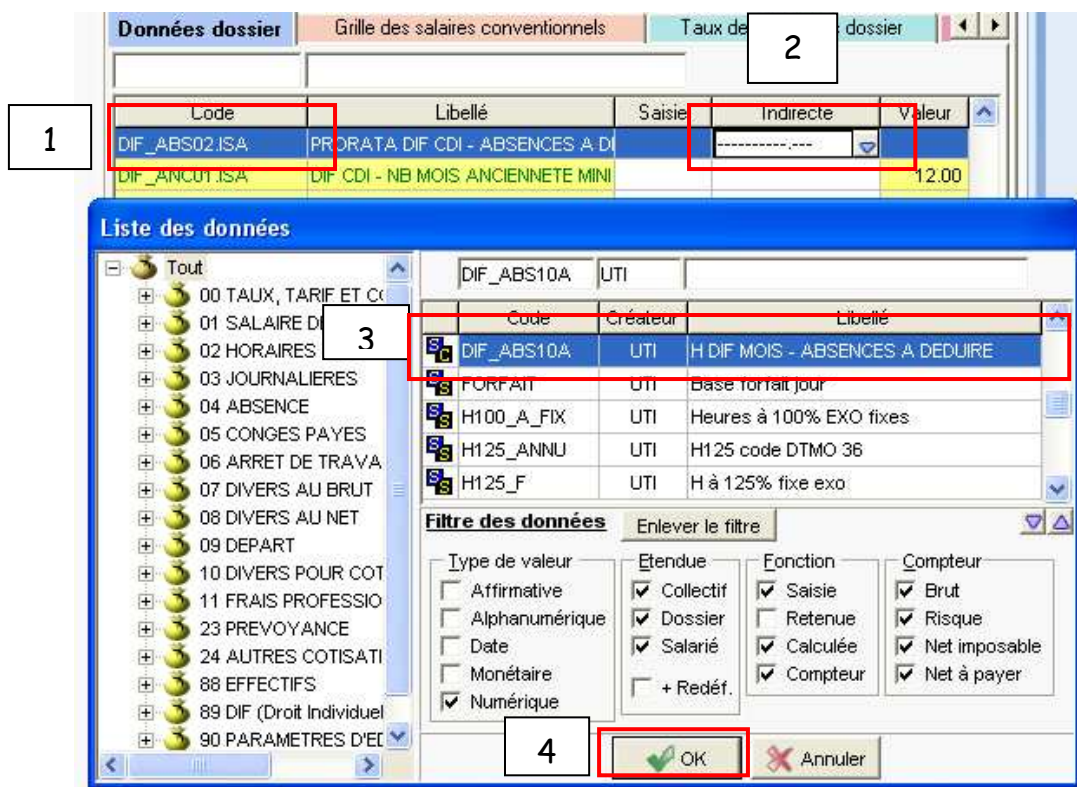 Données dossier Grille des salaires conventionnels Taux de dossier
2
1
Code Libellé Saisie Indirecte Valeur
DIF_ABS02.ISA PRORATA DIF CDI - ABSENCES A DI ----------.---
DIF_ANC01.ISA DIF CDI - NB MOIS ANCIENNETE MINI 12.00
Liste des données
Tout
00 TAUX, TARIF ET CO
01 SALAIRE DE
02 HORAIRES
03 JOURNALIERES
04 ABSENCE
05 CONGES PAYES
06 ARRET DE TRAVA
07 DIVERS AU BRUT
08 DIVERS AU NET
09 DEPART
10 DIVERS POUR COT
11 FRAIS PROFESSIO
23 PREVOYANCE
24 AUTRES COTISATI
88 EFFECTIFS
89 DIF (Droit Individuel
90 PARAMETRES D'ED
DIF_ABS10A UTI
Code Créateur Libellé
3
DIF_ABS10A UTI H DIF MOIS - ABSENCES A DEDUIRE
FORFAIT UTI Base forfait jour
H100_A_FIX UTI Heures à 100% EXO fixes
H125_ANNU UTI H125 code DTMO 36
H125_F UTI H à 125% fixe exo
Filtre des données Enlever le filtre
Type de valeur
Affirmative
Alphanumérique
Date
Monétaire
Numérique
Etendue
Collectif
Dossier
Salarié
+ Redéf.
Fonction
Saisie
Retenue
Calculée
Compteur
Compteur
Brut
Risque
Net imposable
Net à payer
4
OK Annuler